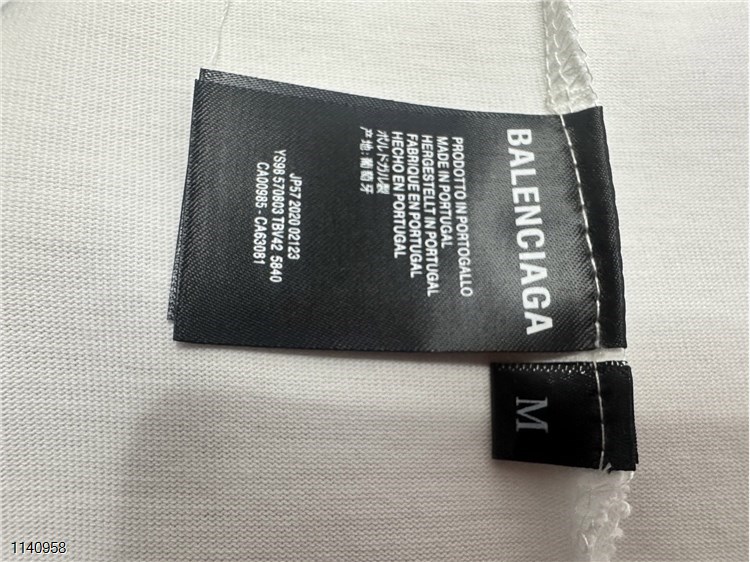 BALENCIAGA
PRODOTTO IN PORTOGALLO
MADE IN PORTUGAL
HERGESTELLT IN PORTUGAL
FABRIQUE EN PORTUGAL
HECHO EN PORTUGAL
ポルトガル製
产地:葡萄牙
JP57 2020 02123
YS98 570803 TBV42 5840
CA00985 - CA63081
M
1140958